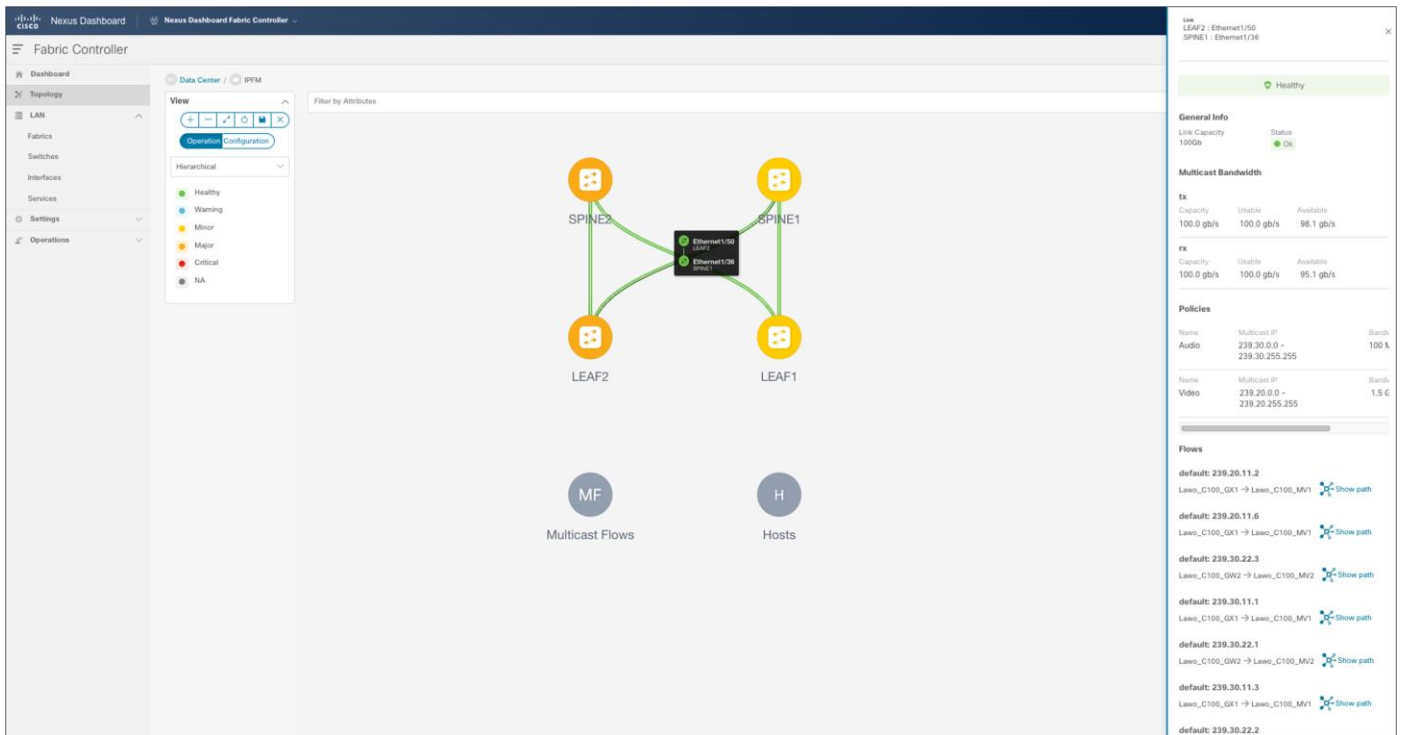 cisco Nexus Dashboard Nexus Dashboard Fabric Controller
Fabric Controller
Dashboard
Topology
LAN
Fabrics
Switches
Interfaces
Services
Settings
Operations
Data Center / IPFM
View
Operation Configuration
Hierarchical
Healthy
Warning
Minor
Major
Critical
NA
Filter by Attributes
SPINE2
SPINE1
Ethernet1/50
LEAF2
Ethernet1/36
SPINE1
LEAF2
LEAF1
MF
H
Multicast Flows
Hosts
Link
LEAF2 : Ethernet1/50
SPINE1 : Ethernet1/36
Healthy
General Info
Link Capacity Status
100Gb Ok
Multicast Bandwidth
tx
Capacity Usable Available
100.0 gb/s 100.0 gb/s 98.1 gb/s
rx
Capacity Usable Available
100.0 gb/s 100.0 gb/s 95.1 gb/s
Policies
Name Multicast IP
Audio 239.30.0.0 - 100
239.30.255.255
Name Multicast IP
Video 239.20.0.0 - 1.5
239.20.255.255
Flows
default: 239.20.11.2
Lawo_C100_GX1 → Lawo_C100_MV1 Show path
default: 239.20.11.6
Lawo_C100_GX1 → Lawo_C100_MV1 Show path
default: 239.30.22.3
Lawo_C100_GW2 → Lawo_C100_MV2 Show path
default: 239.30.11.1
Lawo_C100_GX1 → Lawo_C100_MV1 Show path
default: 239.30.22.1
Lawo_C100_GW2 → Lawo_C100_MV2 Show path
default: 239.30.11.3
Lawo_C100_GX1 → Lawo_C100_MV1 Show path
default: 239.30.22.2